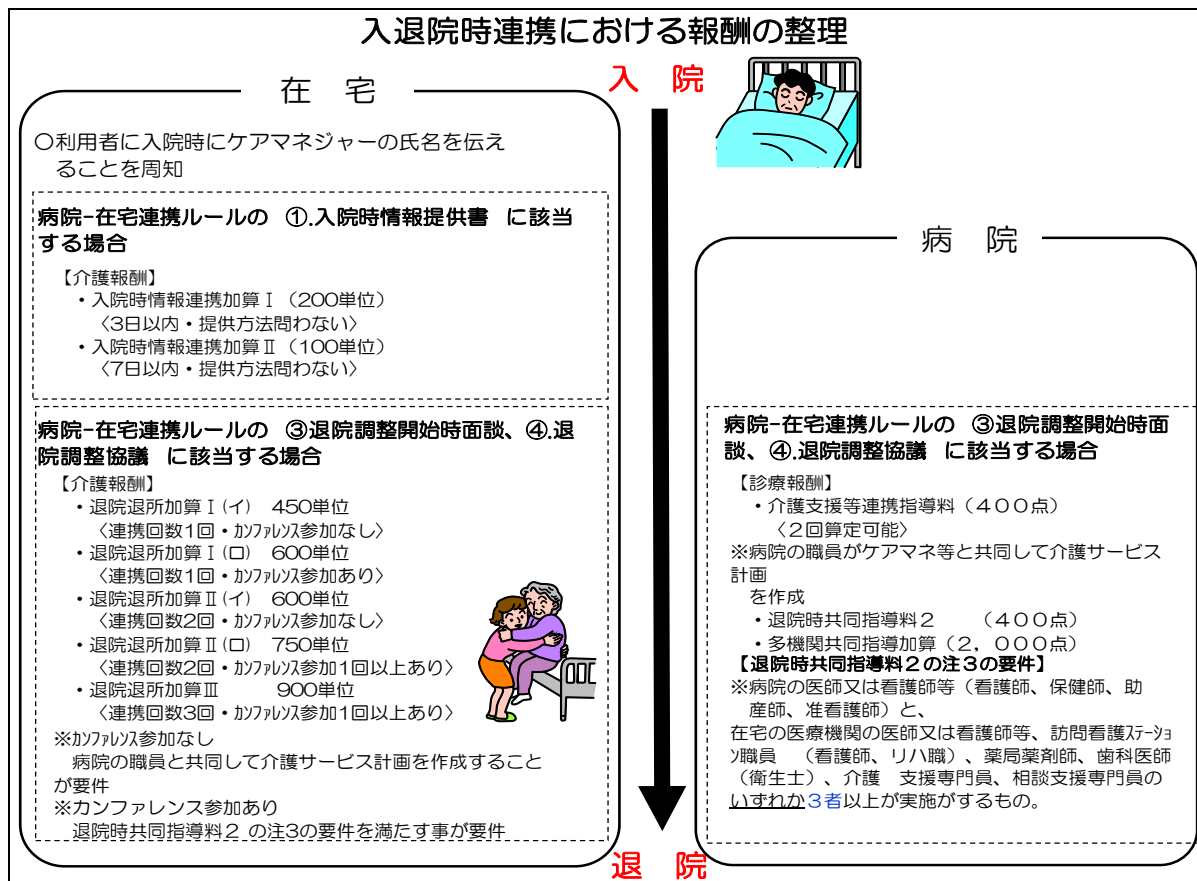 入退院時連携における報酬の整理
入 院
在 宅
○利用者に入院時にケアマネジャーの氏名を伝え
ることを周知
病院-在宅連携ルールの ①.入院時情報提供書 に該当
する場合
【介護報酬】
・入院時情報連携加算Ⅰ(200単位)
〈3日以内・提供方法問わない〉
・入院時情報連携加算Ⅱ(100単位)
〈7日以内・提供方法問わない〉
病院-在宅連携ルールの ③退院調整開始時面談、④.退
院調整協議 に該当する場合
【介護報酬】
・退院退所加算Ⅰ(イ) 450単位
〈連携回数1回・カンファレンス参加なし〉
・退院退所加算Ⅰ(ロ) 600単位
〈連携回数1回・カンファレンス参加あり〉
・退院退所加算Ⅱ(イ) 600単位
〈連携回数2回・カンファレンス参加なし〉
・退院退所加算Ⅱ(ロ) 750単位
〈連携回数2回・カンファレンス参加1回以上あり〉
・退院退所加算Ⅲ 900単位
〈連携回数3回・カンファレンス参加1回以上あり〉
※カンファレンス参加なし
病院の職員と共同して介護サービス計画を作成すること
が要件
※カンファレンス参加あり
退院時共同指導料2 の注3の要件を満たす事が要件
病 院
病院-在宅連携ルールの ③退院調整開始時面
談、④.退院調整協議 に該当する場合
【診療報酬】
・介護支援等連携指導料(400点)
〈2回算定可能〉
※病院の職員がケアマネ等と共同して介護サービス
計画
を作成
・退院時共同指導料2 (400点)
・多機関共同指導加算(2,000点)
【退院時共同指導料2の注3の要件】
※病院の医師又は看護師等(看護師、保健師、助
産師、准看護師)と、
在宅の医療機関の医師又は看護師等、訪問看護ステーショ
ン職員 (看護師、リハ職)、薬局薬剤師、歯科医師
(衛生士)、介護 支援専門員、相談支援専門員の
いずれか3者以上が実施がするもの。
退 院